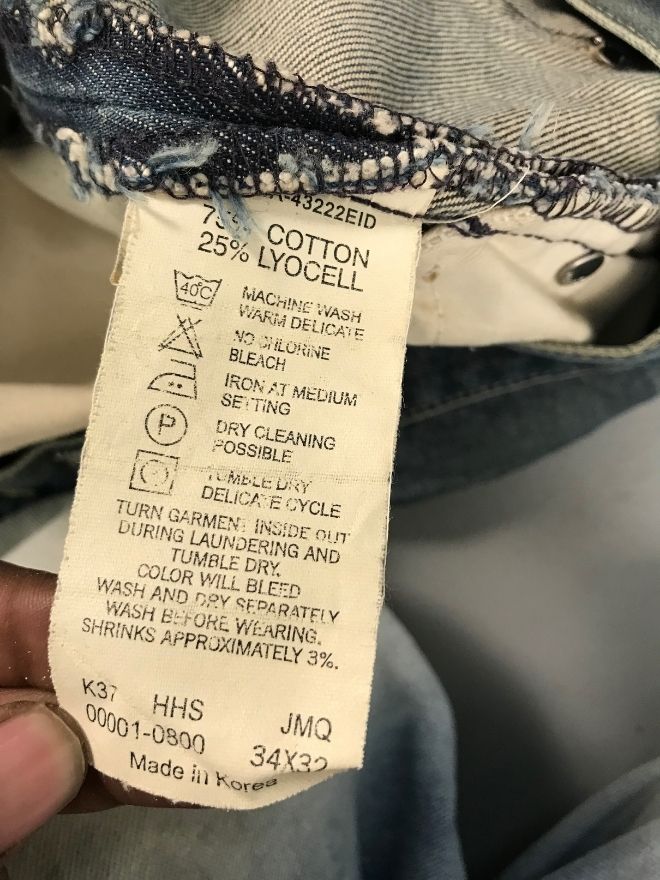 -43222EID
COTTON
25% LYOCELL
40°C
MACHINE WASH
WARM DELICATE
NO CHLORINE
BLEACH
IRON AT MEDIUM
SETTING
P
DRY CLEANING
POSSIBLE
TUMBLE DRY
DELICATE CYCLE
TURN GARMENT INSIDE OUT
DURING LAUNDERING AND
TUMBLE DRY.
COLOR WILL BLEED
WASH AND DRY SEPARATELY
WASH BEFORE WEARING.
SHRINKS APPROXIMATELY 3%.
K37 HHS JMQ
00001-0800 34X32
Made in Korea